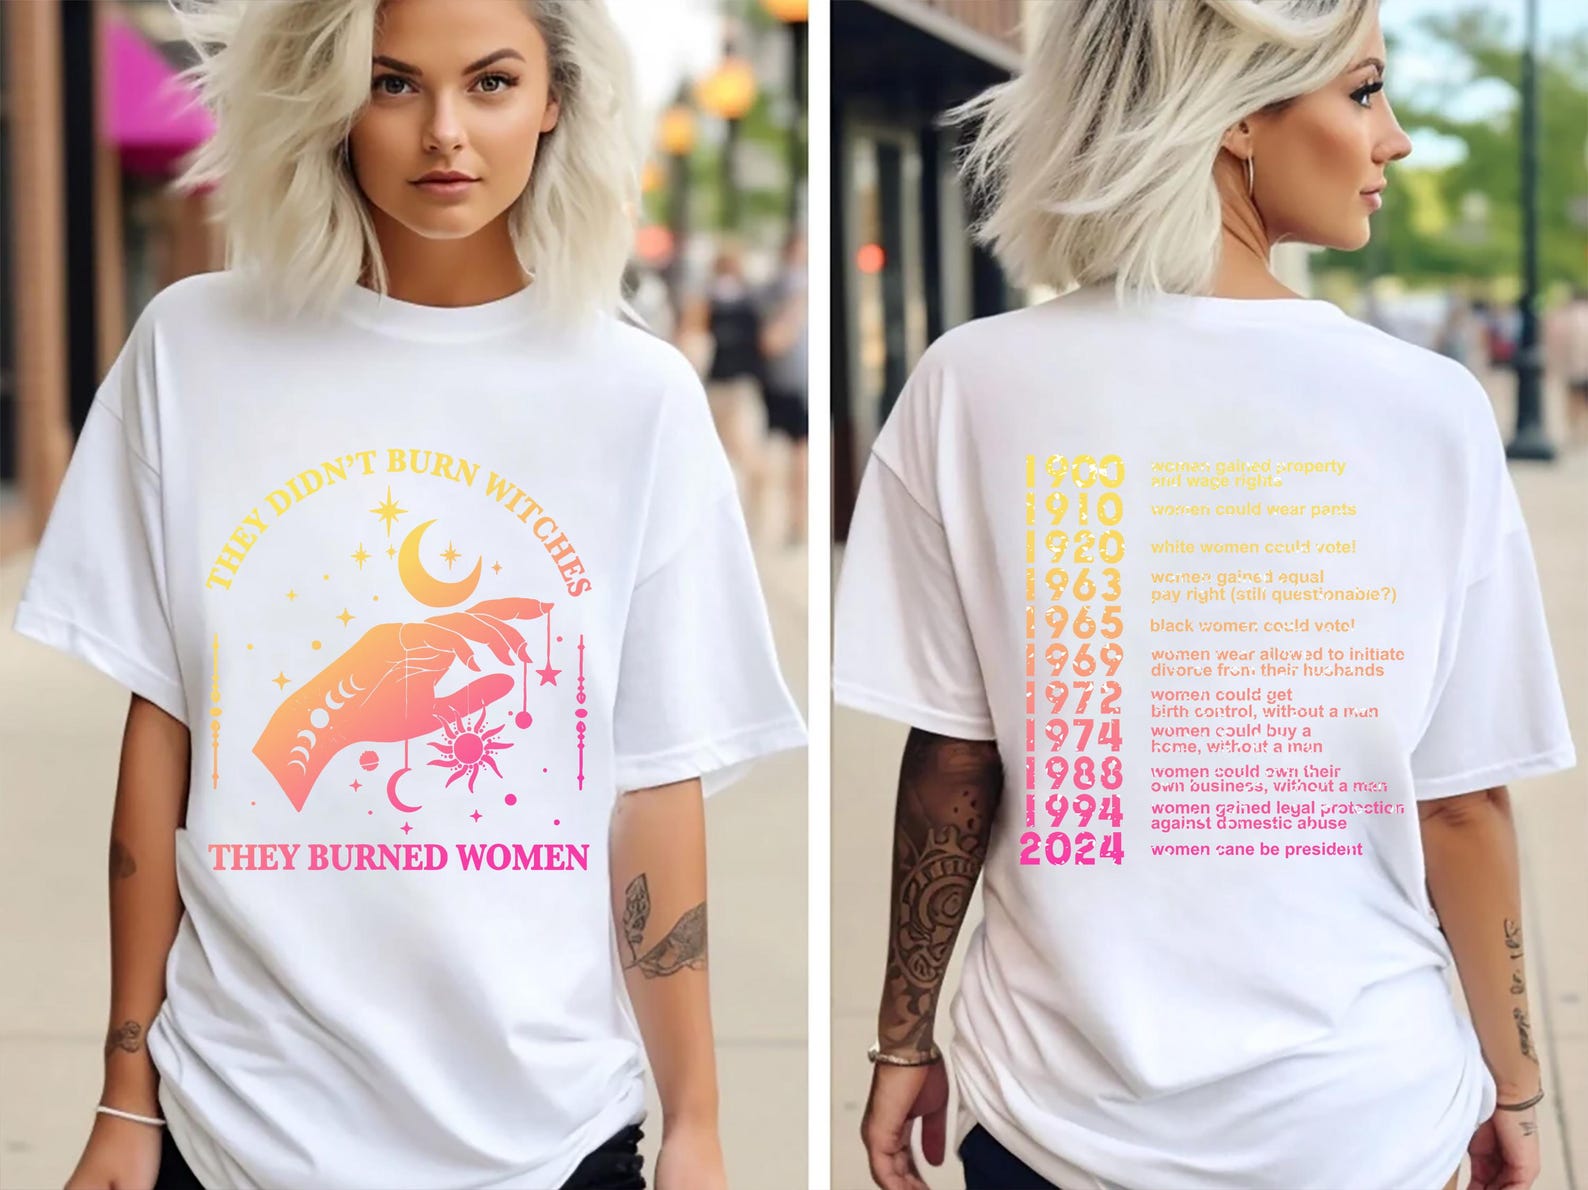 THEY DIDN'T BURN WITCHES
THEY BURNED WOMEN
1900 women gained property
and wage rights
1910 women could wear pants
1920 white women could vote!
1963 women gained equal
pay right (still questionable?)
1965 black women could vote!
1969 women wear allowed to initiate
divorce from their husbands
1972 women could get
birth control, without a man
1974 women could buy a
home, without a man
1988 women could own their
own business, without a man
1994 women gained legal protection
against domestic abuse
2024 women cane be president